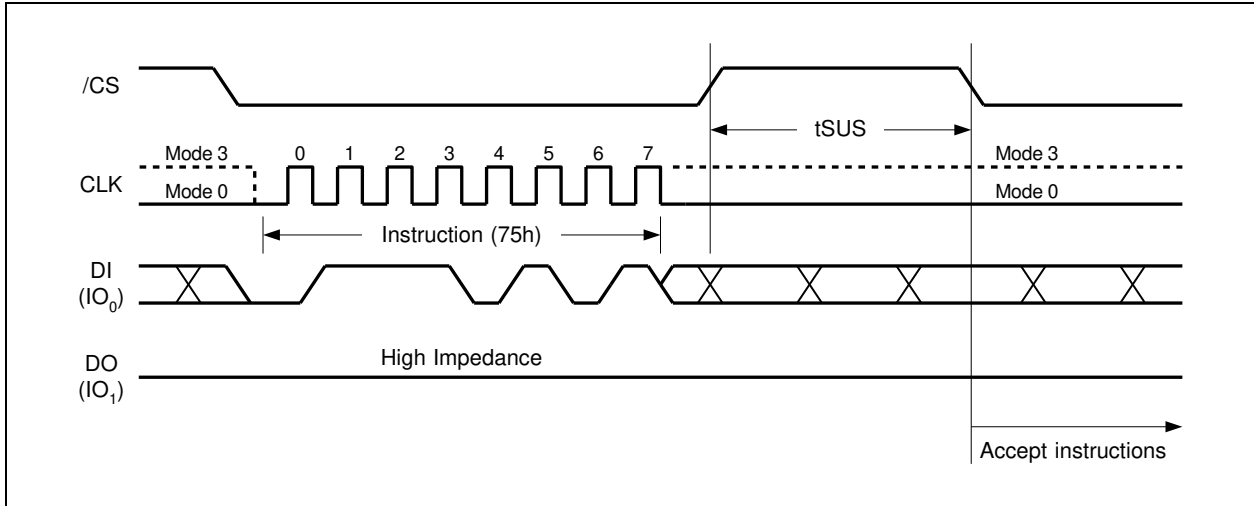 /CS
tSUS
Mode 3 0 1 2 3 4 5 6 7 Mode 3
CLK
Mode 0 Mode 0
Instruction (75h)
DI
(IO₀)
High Impedance
DO
(IO₁)
Accept instructions